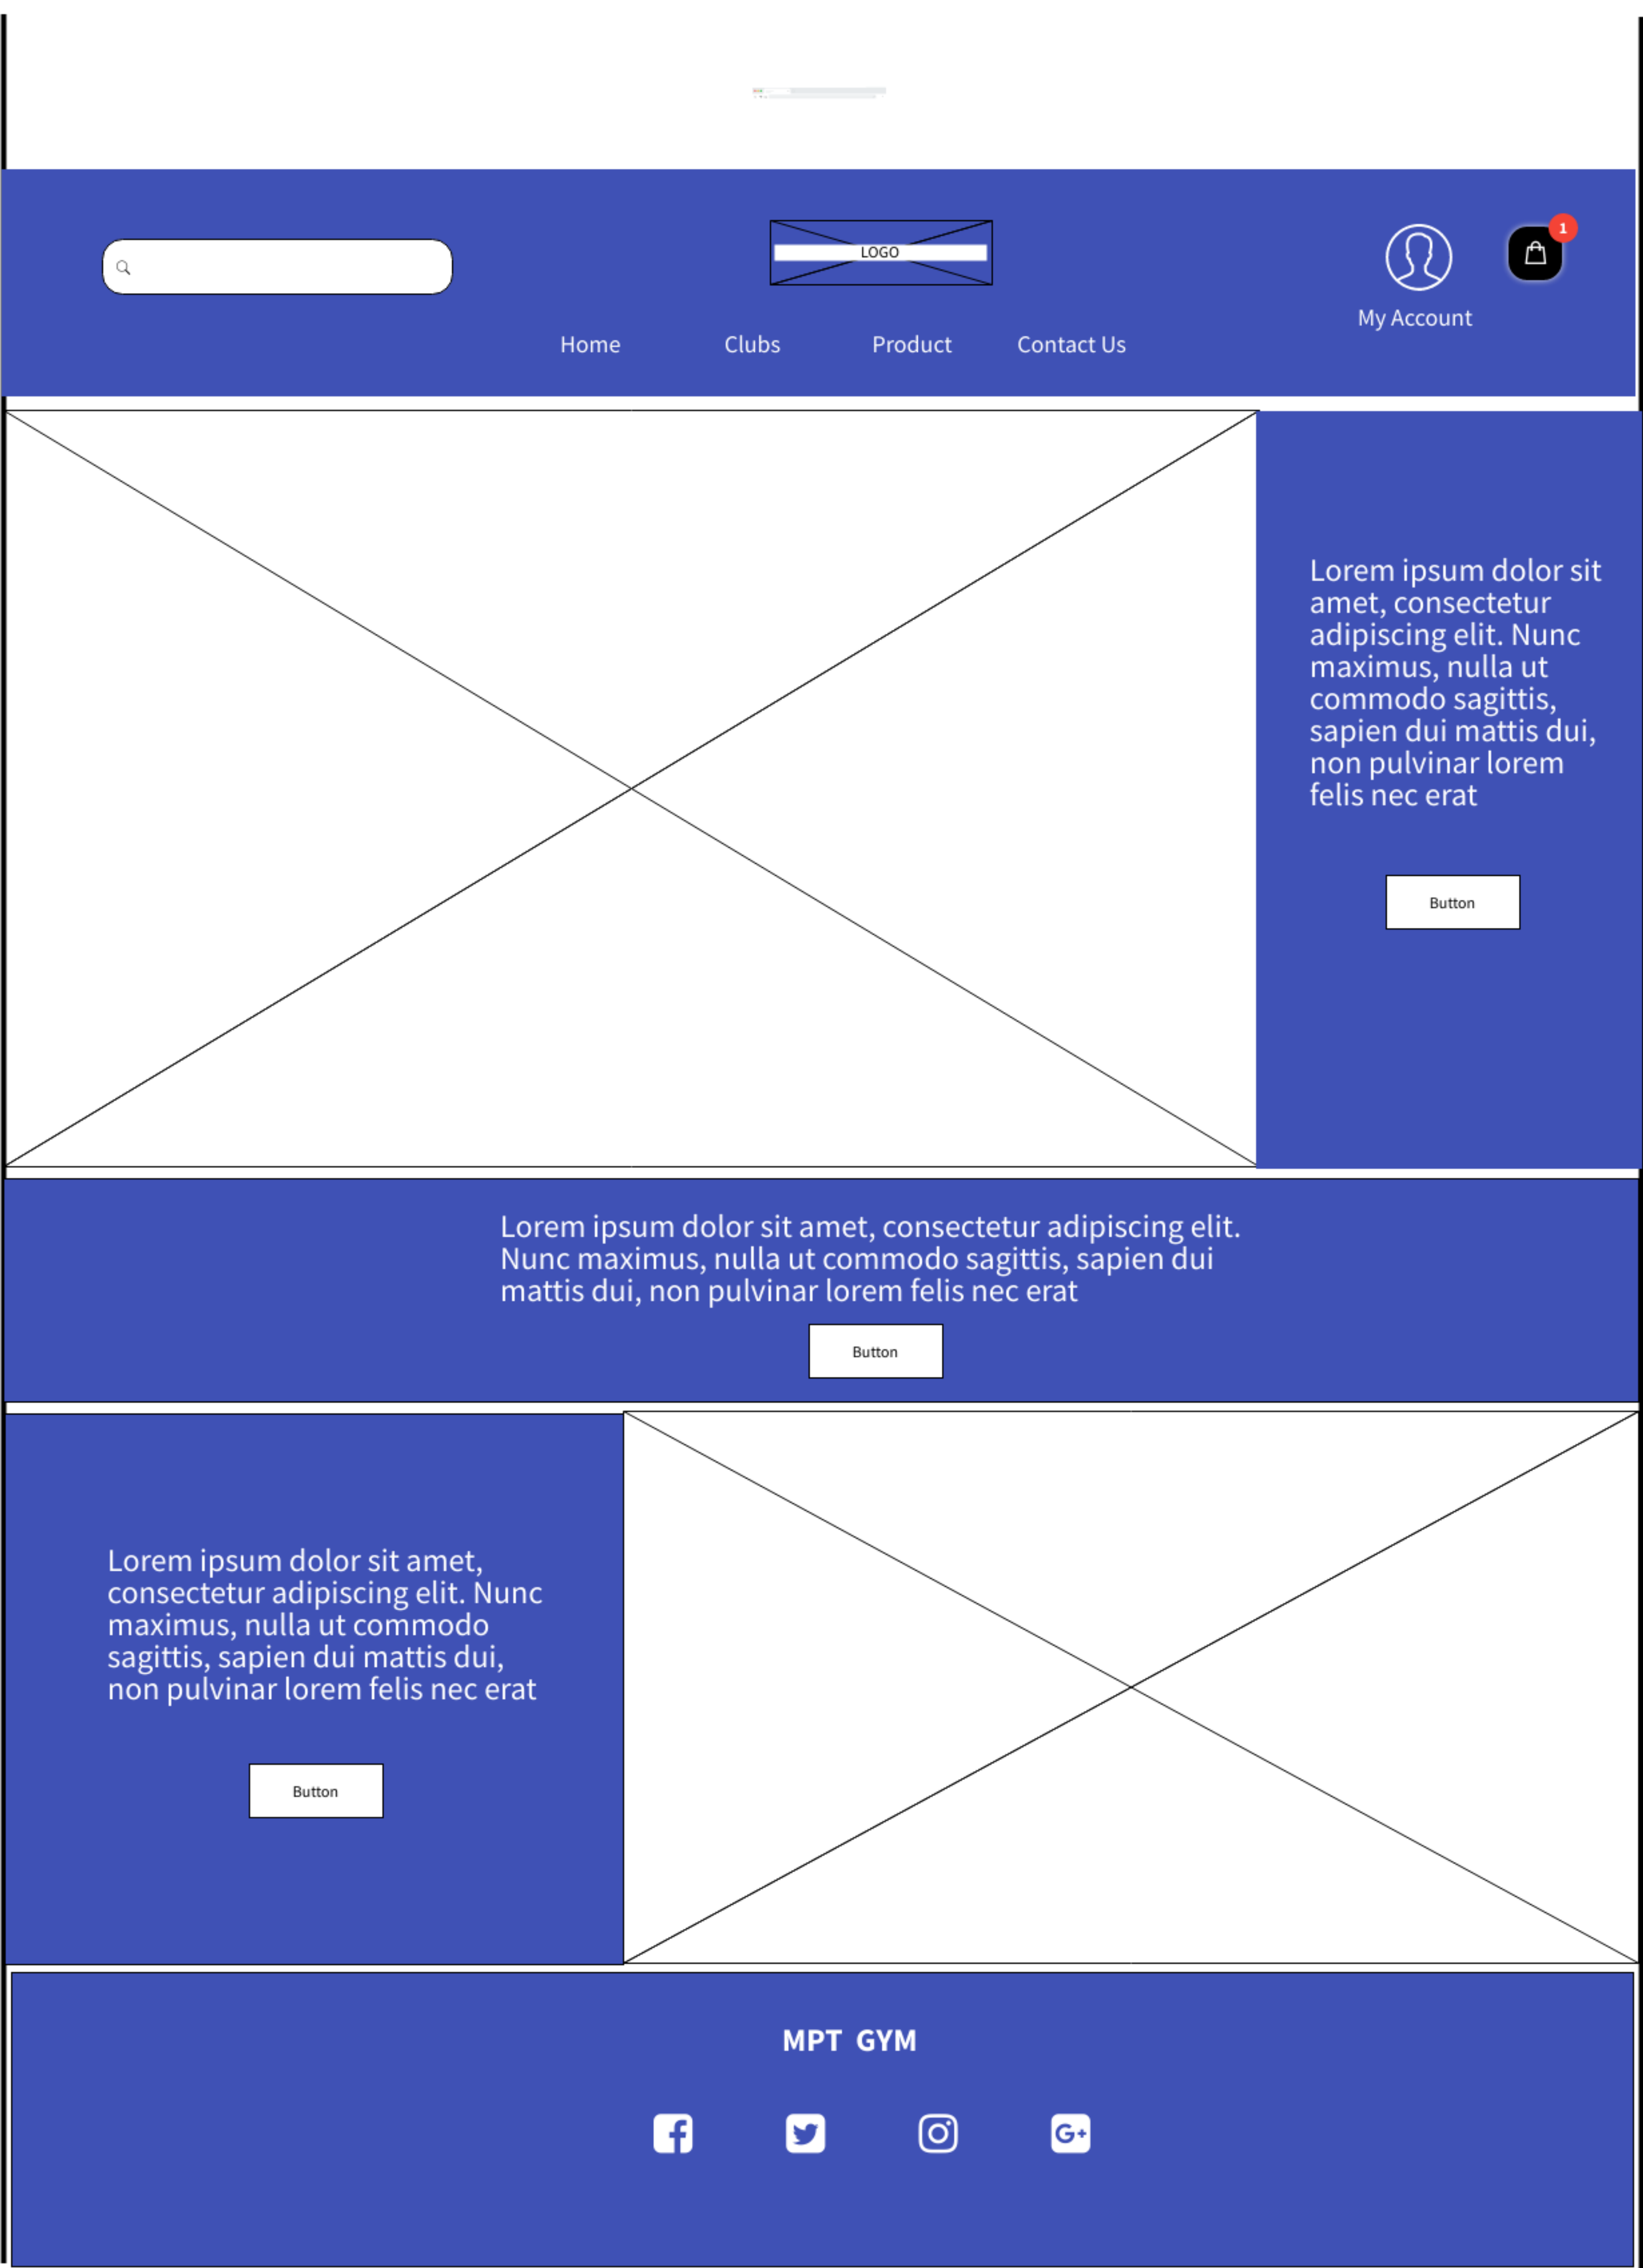 LOGO
1
My Account
Home Clubs Product Contact Us
Lorem ipsum dolor sit
amet, consectetur
adipiscing elit. Nunc
maximus, nulla ut
commodo sagittis,
sapien dui mattis dui,
non pulvinar lorem
felis nec erat
Button
Lorem ipsum dolor sit amet, consectetur adipiscing elit.
Nunc maximus, nulla ut commodo sagittis, sapien dui
mattis dui, non pulvinar lorem felis nec erat
Button
Lorem ipsum dolor sit amet,
consectetur adipiscing elit. Nunc
maximus, nulla ut commodo
sagittis, sapien dui mattis dui,
non pulvinar lorem felis nec erat
Button
MPT GYM
G+